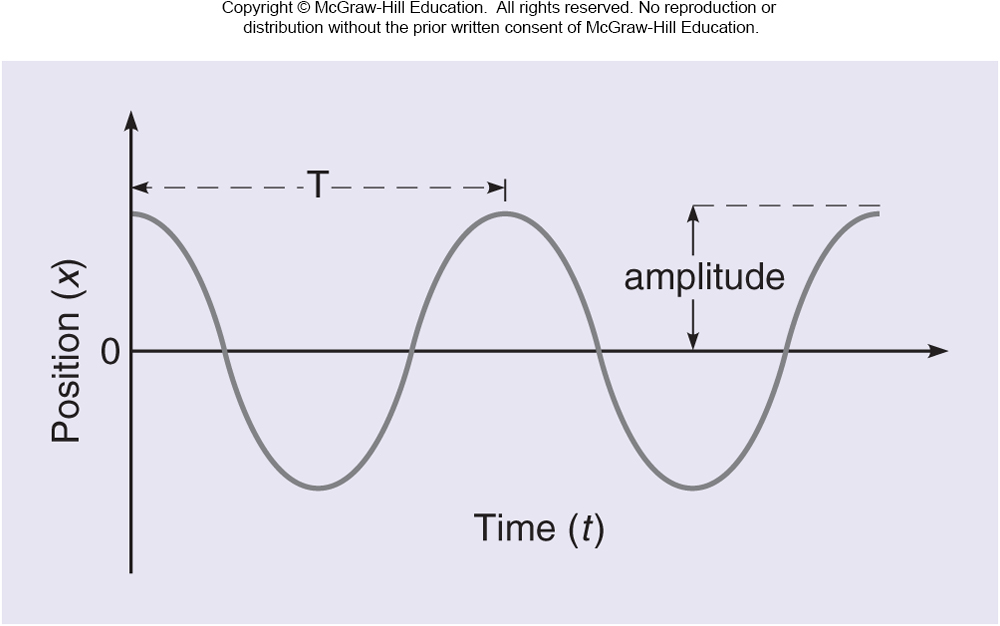 Copyright © McGraw-Hill Education.  All rights reserved. No reproduction or
distribution without the prior written consent of McGraw-Hill Education.
T
amplitude
Position (x)
0
Time (t)